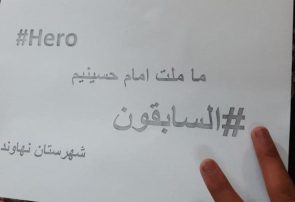 #Hero
ما ملت امام حسینیم
#السابقون
شهرستان نهاوند